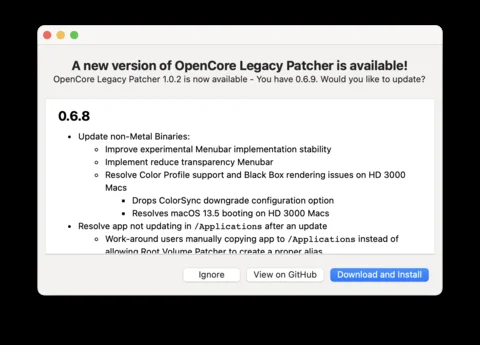 A new version of OpenCore Legacy Patcher is available!
OpenCore Legacy Patcher 1.0.2 is now available - You have 0.6.9. Would you like to update?
0.6.8
• Update non-Metal Binaries:
◦ Improve experimental Menubar implementation stability
◦ Implement reduce transparency Menubar
◦ Resolve Color Profile support and Black Box rendering issues on HD 3000
Macs
▪ Drops ColorSync downgrade configuration option
▪ Resolves macOS 13.5 booting on HD 3000 Macs
• Resolve app not updating in /Applications after an update
◦ Work-around users manually copying app to /Applications instead of
allowing Root Volume Patcher to create a proper alias
Ignore
View on GitHub
Download and Install